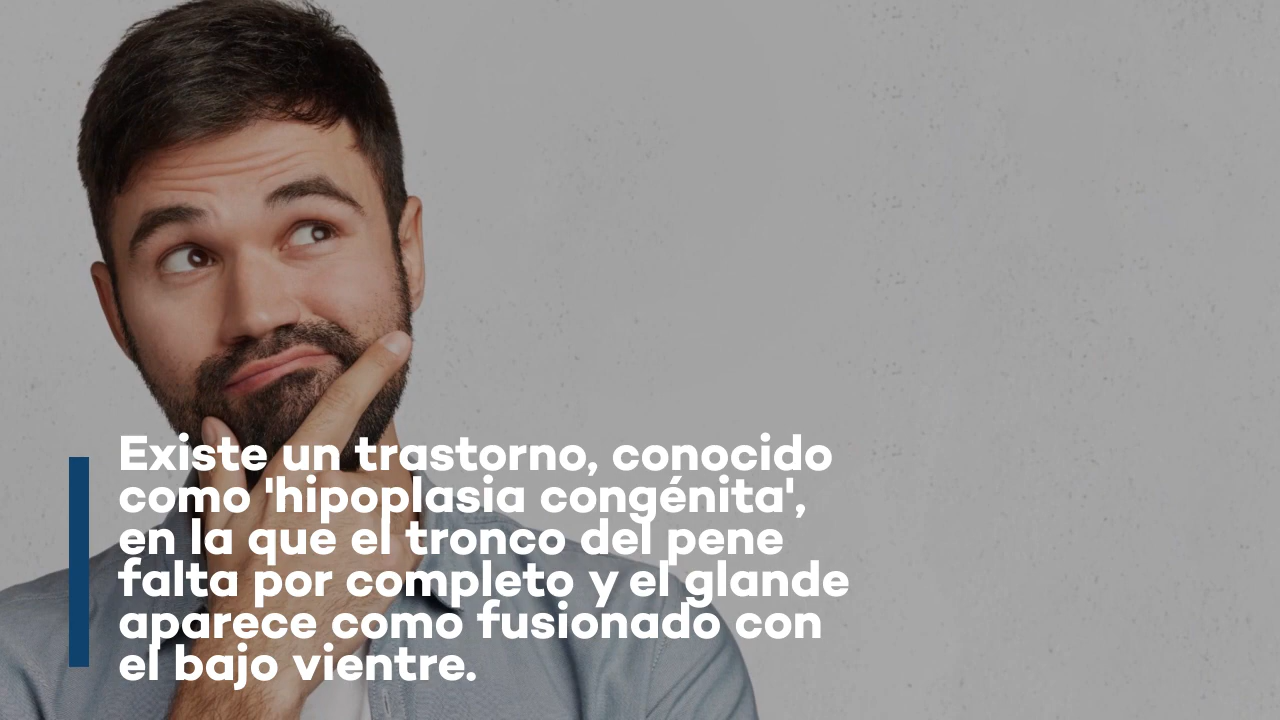 Existe un trastorno, conocido
como 'hipoplasia congénita',
en la que el tronco del pene
falta por completo y el glande
aparece como fusionado con
el bajo vientre.